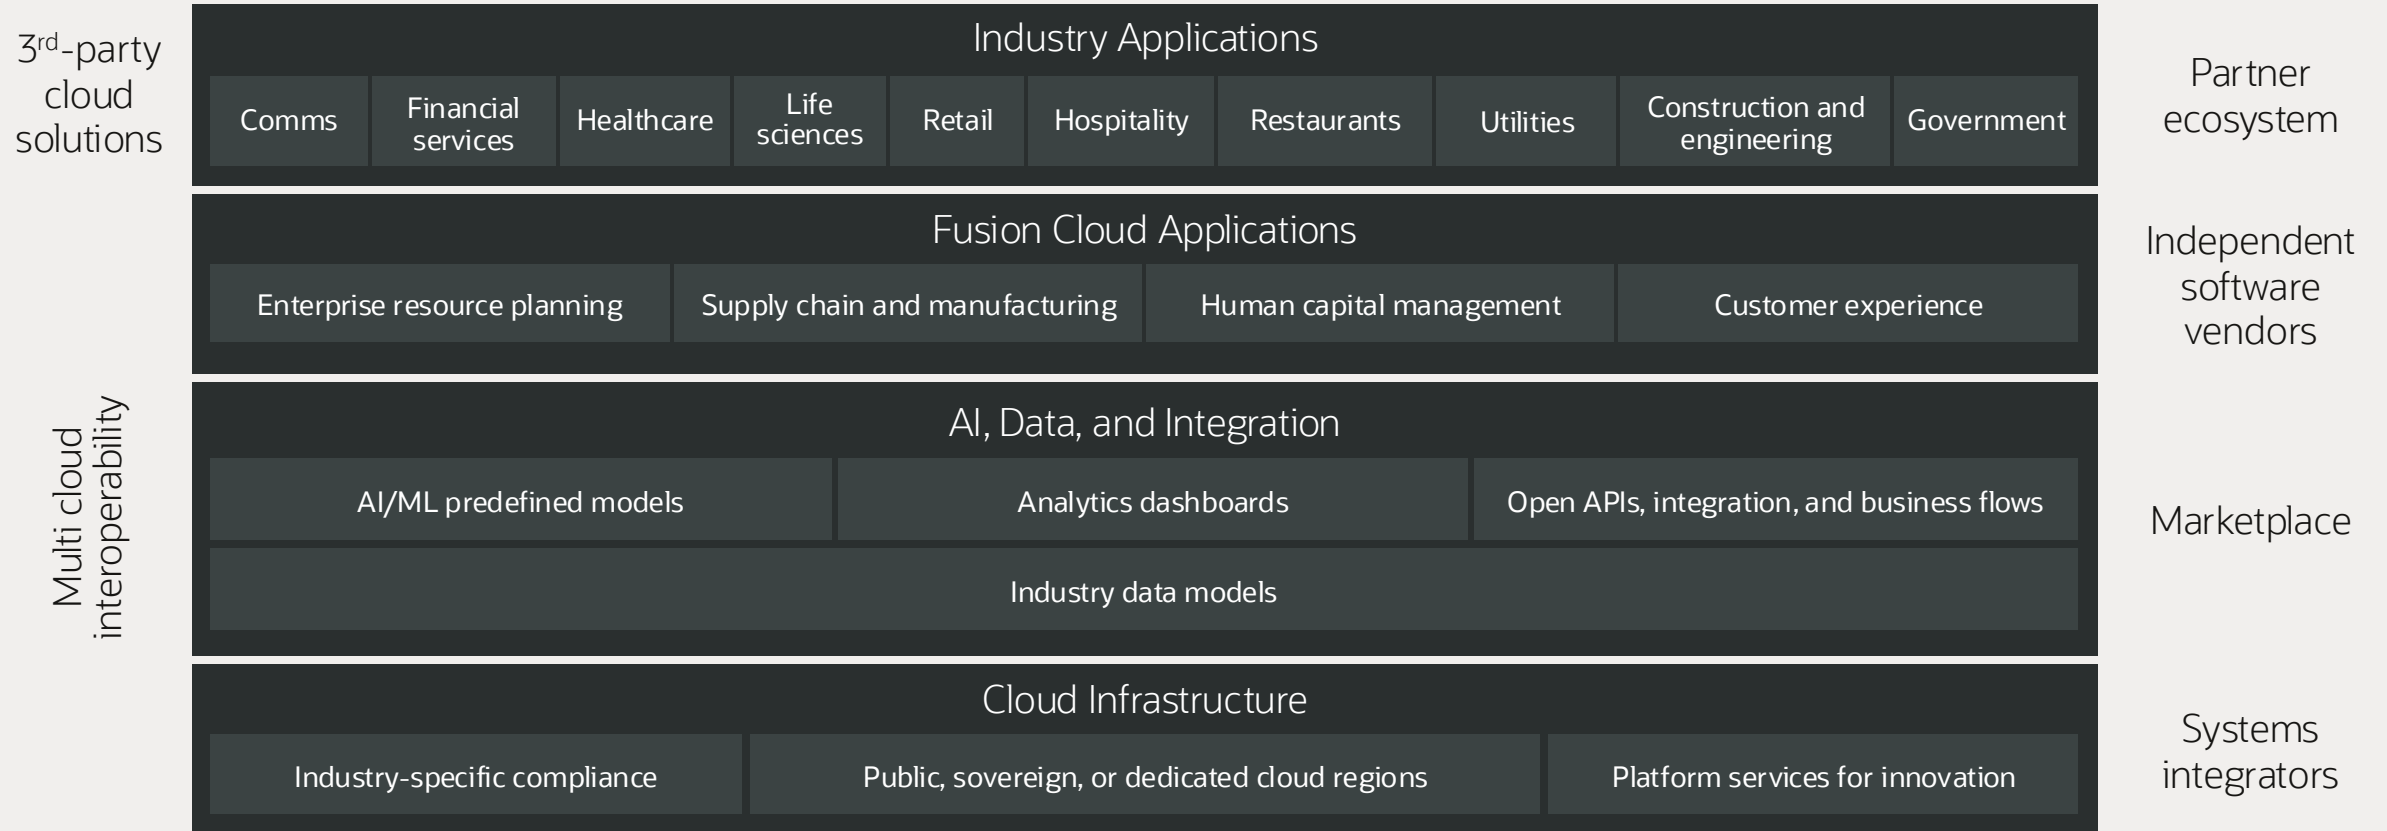 3rd-party
cloud
solutions
Multi cloud
interoperability
Industry Applications
Comms
Financial
services
Healthcare
Life
sciences
Retail
Hospitality
Restaurants
Utilities
Construction and
engineering
Government
Fusion Cloud Applications
Enterprise resource planning
Supply chain and manufacturing
Human capital management
Customer experience
AI, Data, and Integration
AI/ML predefined models
Analytics dashboards
Open APIs, integration, and business flows
Industry data models
Cloud Infrastructure
Industry-specific compliance
Public, sovereign, or dedicated cloud regions
Platform services for innovation
Partner
ecosystem
Independent
software
vendors
Marketplace
Systems
integrators